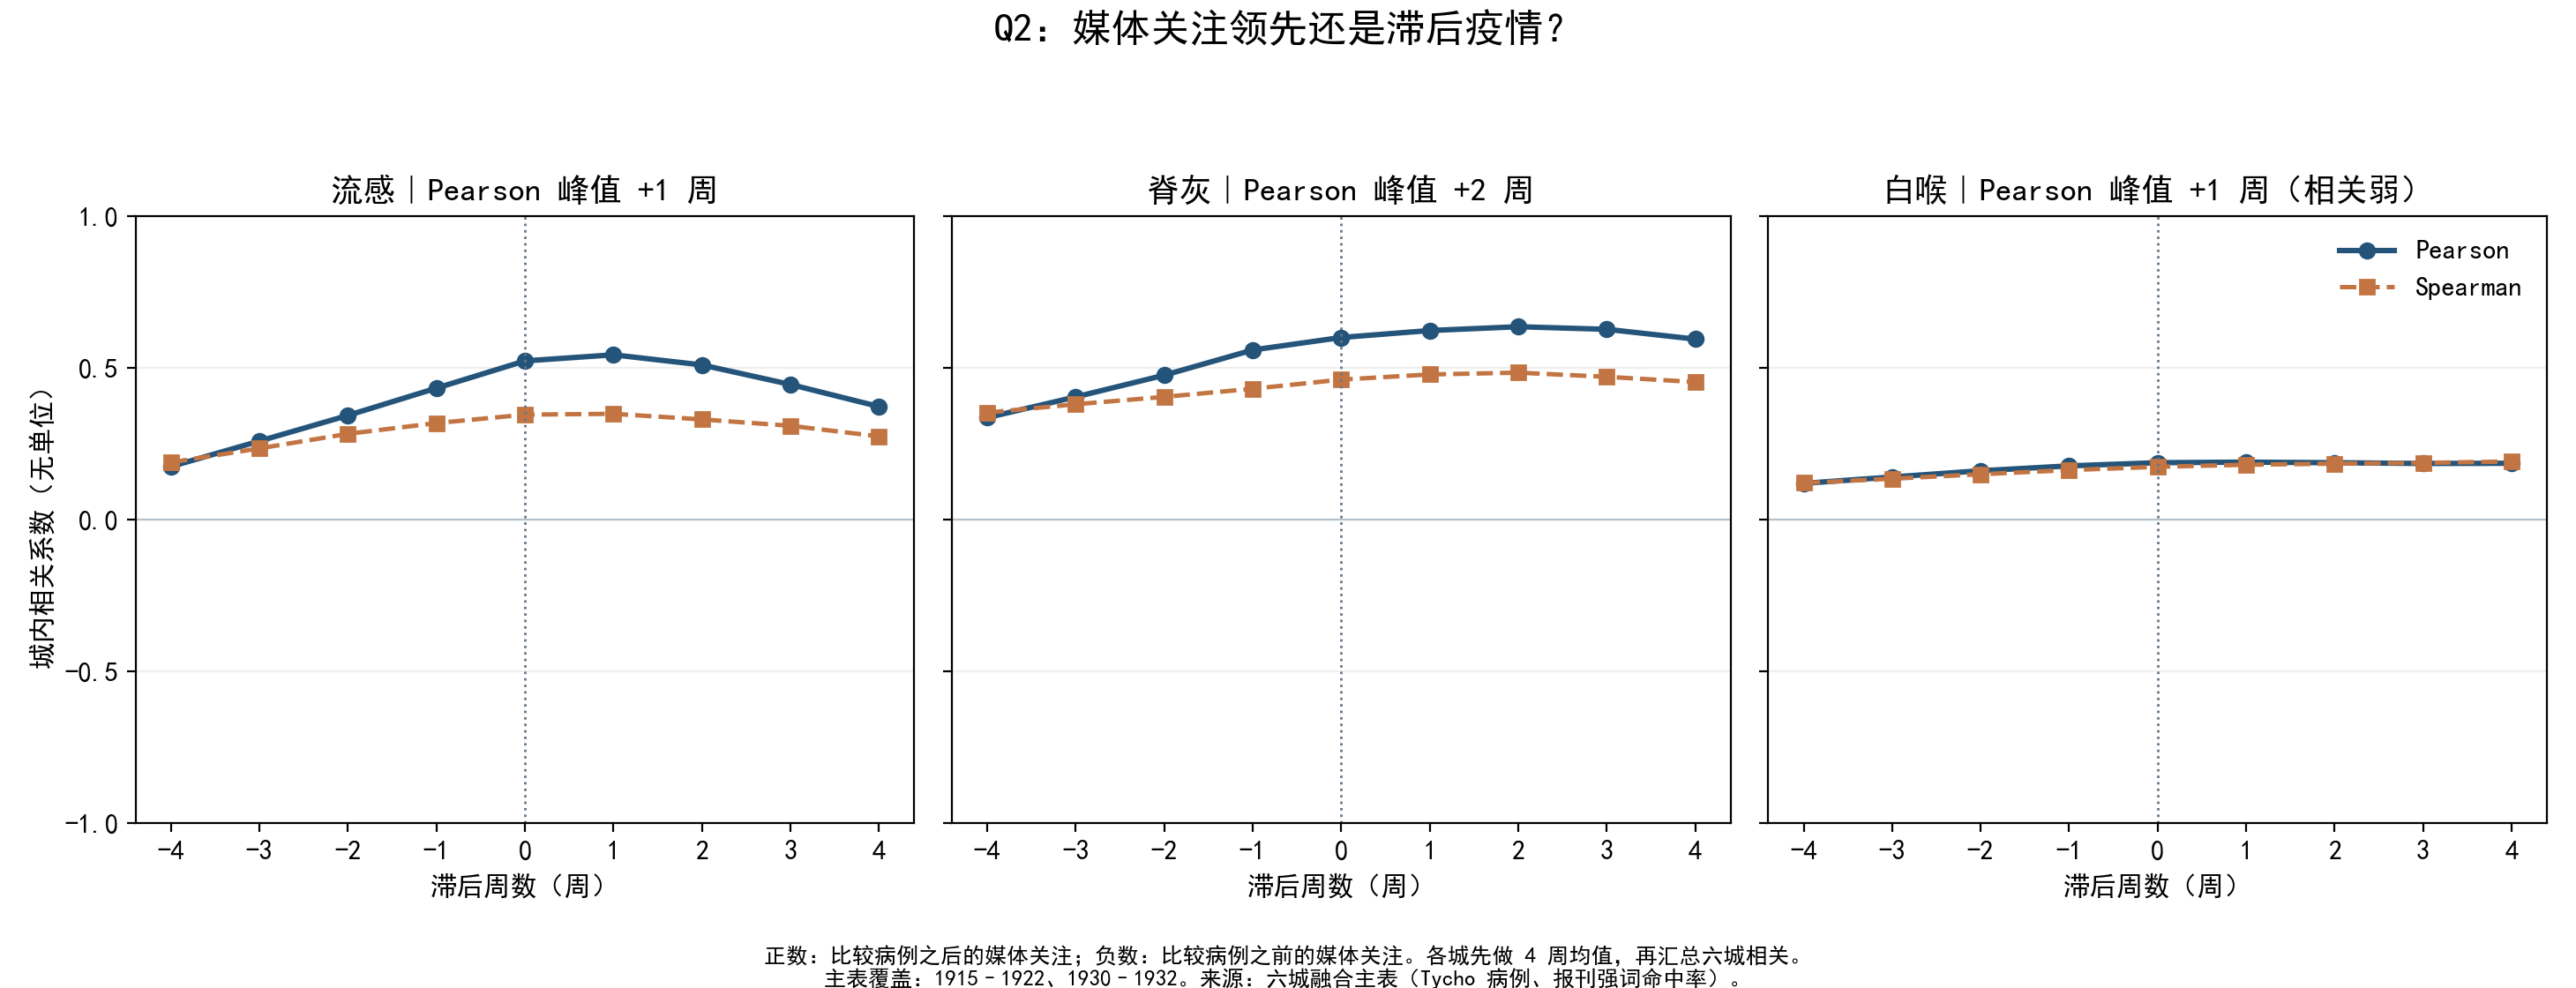 Q2：媒体关注领先还是滞后疫情？
流感｜Pearson 峰值 +1 周
脊灰｜Pearson 峰值 +2 周
白喉｜Pearson 峰值 +1 周（相关弱）
Pearson
Spearman
城内相关系数（无单位）
1.0
0.5
0.0
−0.5
−1.0
−4 −3 −2 −1 0 1 2 3 4
−4 −3 −2 −1 0 1 2 3 4
−4 −3 −2 −1 0 1 2 3 4
滞后周数（周）
滞后周数（周）
滞后周数（周）
正数：比较病例之后的媒体关注；负数：比较病例之前的媒体关注。各城先做 4 周均值，再汇总六城相关。
主表覆盖：1915–1922、1930–1932。来源：六城融合主表（Tycho 病例、报刊强词命中率）。